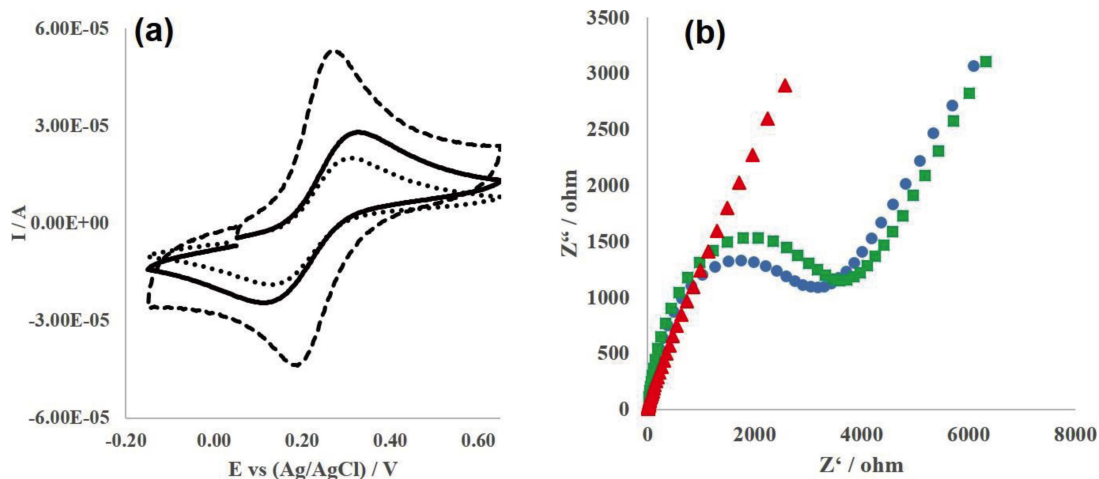 (a)
6.00E-05
3.00E-05
0.00E+00
-3.00E-05
-6.00E-05
I / A
-0.20 0.00 0.20 0.40 0.60
E vs (Ag/AgCl) / V
(b)
3500
3000
2500
2000
1500
1000
500
0
Z“ / ohm
0 2000 4000 6000 8000
Z‘ / ohm